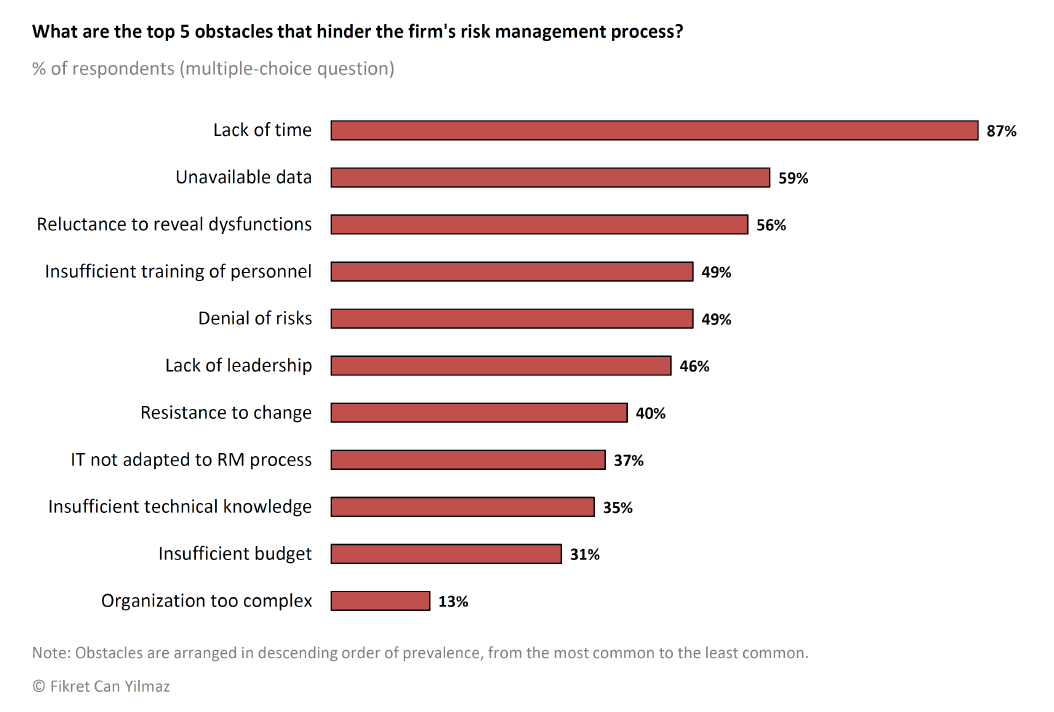 What are the top 5 obstacles that hinder the firm's risk management process?
% of respondents (multiple-choice question)
Lack of time 87%
Unavailable data 59%
Reluctance to reveal dysfunctions 56%
Insufficient training of personnel 49%
Denial of risks 49%
Lack of leadership 46%
Resistance to change 40%
IT not adapted to RM process 37%
Insufficient technical knowledge 35%
Insufficient budget 31%
Organization too complex 13%
Note: Obstacles are arranged in descending order of prevalence, from the most common to the least common.
© Fikret Can Yilmaz